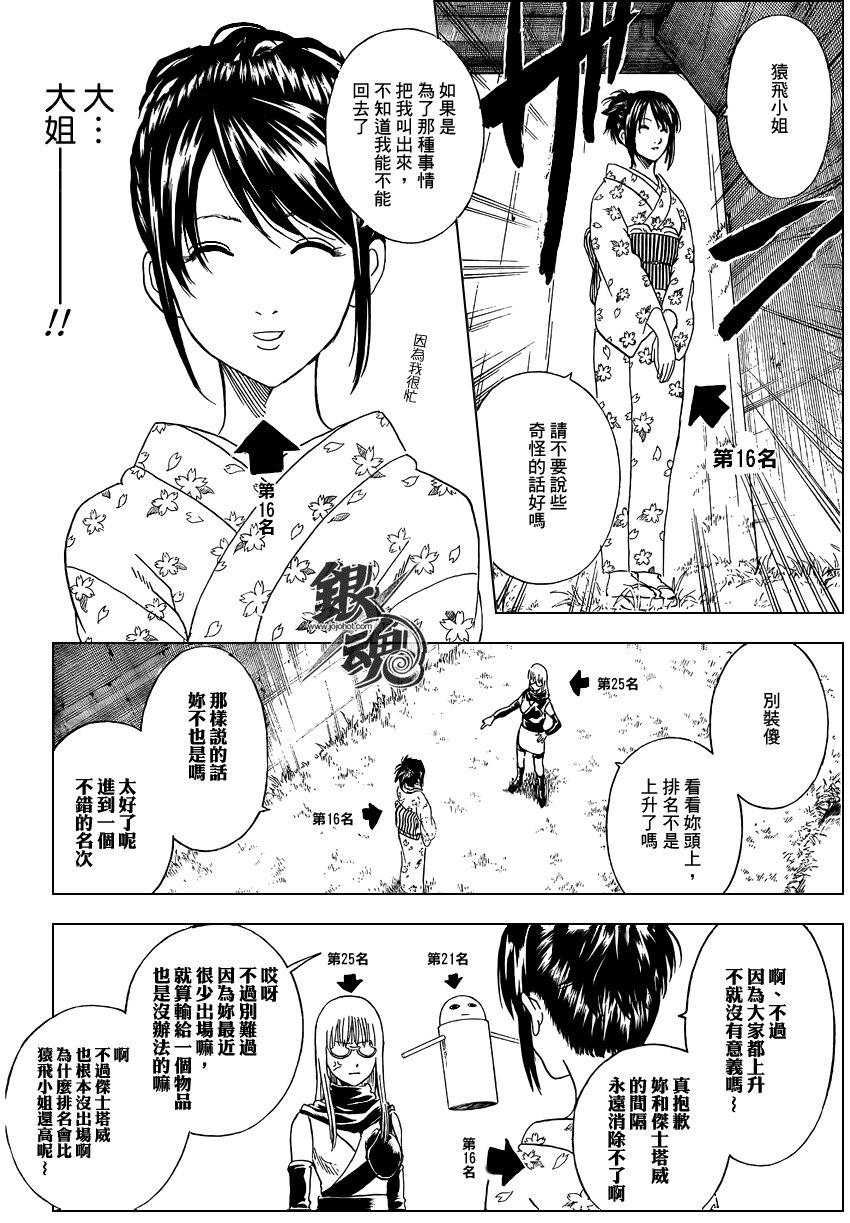 猿飛小姐
請不要說些
奇怪的話好嗎
第16名
如果是
為了那種事情
把我叫出來，
不知道我能不能
回去了
因為我很忙
第16名
大…
大姐——!!
銀魂
www.jojohot.com
別裝傻
看看妳頭上，
排名不是
上升了嗎
第25名
第16名
那樣說的話
妳不也是嗎
太好了呢
進到一個
不錯的名次
啊、不過
因為大家都上升
不就沒有意義嗎~
真抱歉
妳和傑士塔威
的間隔
永遠消除不了啊
第16名
第21名
第25名
哎呀
不過別難過
因為妳最近
很少出場嘛，
就算輸給一個物品
也是沒辦法的嘛
啊
不過傑士塔威
也根本沒出場啊
為什麼排名會比
猿飛小姐還高呢~